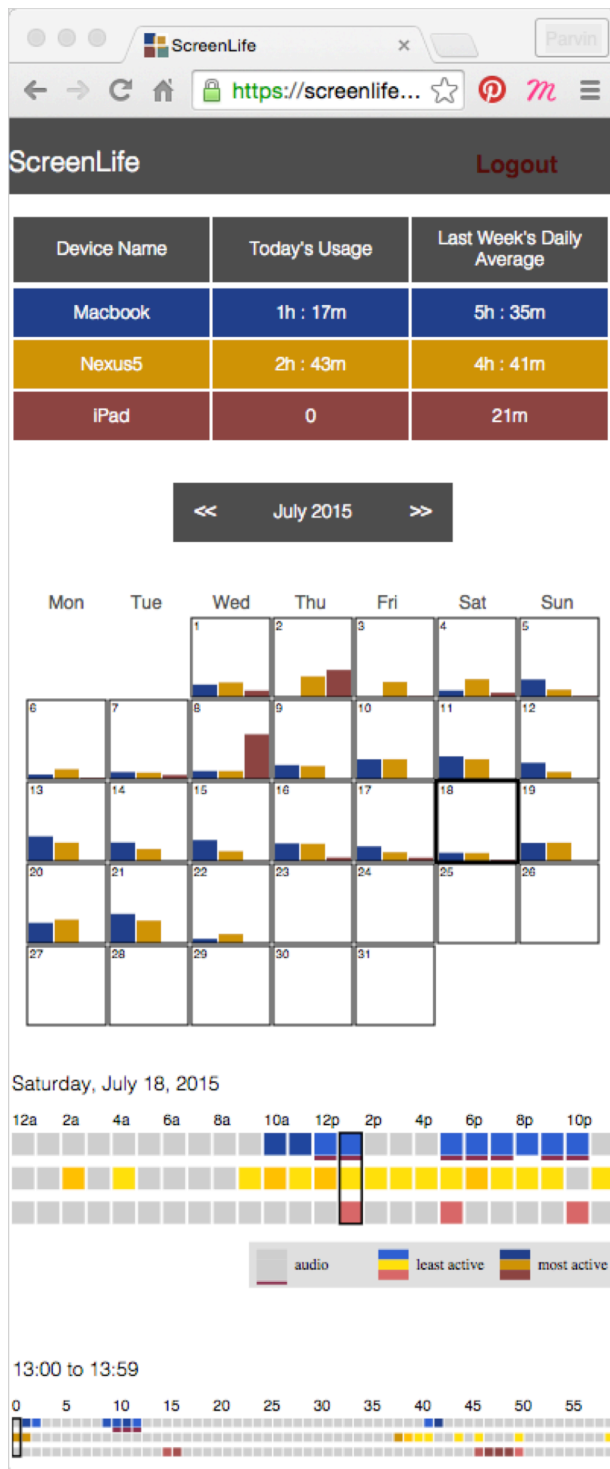 ScreenLife
Parvin
https://screenlife...
ScreenLife
Logout
Device Name Today's Usage Last Week's Daily Average
Macbook 1h : 17m 5h : 35m
Nexus5 2h : 43m 4h : 41m
iPad 0 21m
<< July 2015 >>
Mon Tue Wed Thu Fri Sat Sun
1 2 3 4 5
6 7 8 9 10 11 12
13 14 15 16 17 18 19
20 21 22 23 24 25 26
27 28 29 30 31
Saturday, July 18, 2015
12a 2a 4a 6a 8a 10a 12p 2p 4p 6p 8p 10p
audio least active most active
13:00 to 13:59
0 5 10 15 20 25 30 35 40 45 50 55